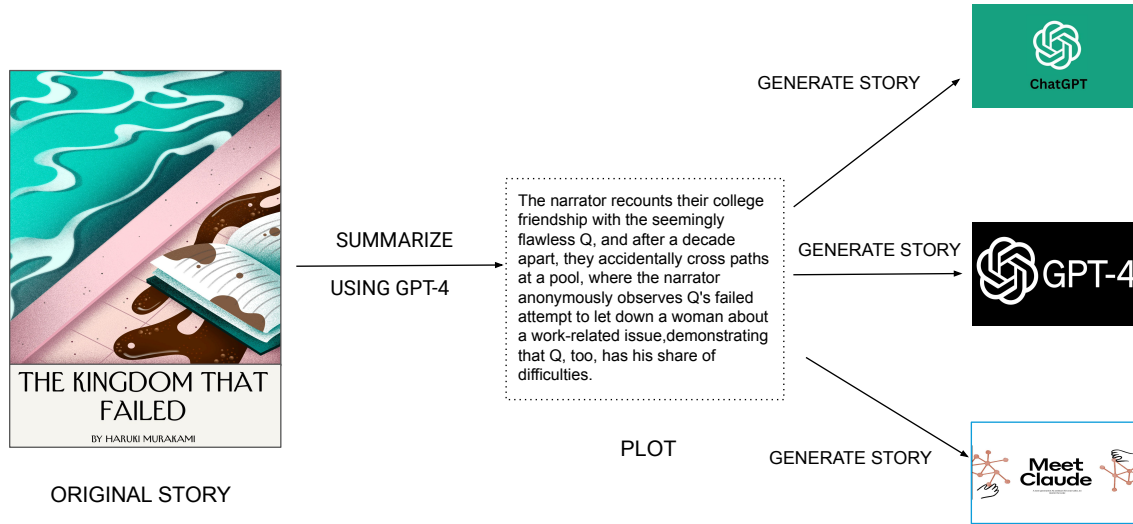 THE KINGDOM THAT
FAILED
BY HARUKI MURAKAMI
ORIGINAL STORY
SUMMARIZE
USING GPT-4
The narrator recounts their college
friendship with the seemingly
flawless Q, and after a decade
apart, they accidentally cross paths
at a pool, where the narrator
anonymously observes Q's failed
attempt to let down a woman about
a work-related issue,demonstrating
that Q, too, has his share of
difficulties.
PLOT
GENERATE STORY
ChatGPT
GENERATE STORY
GPT-4
GENERATE STORY
Meet
Claude